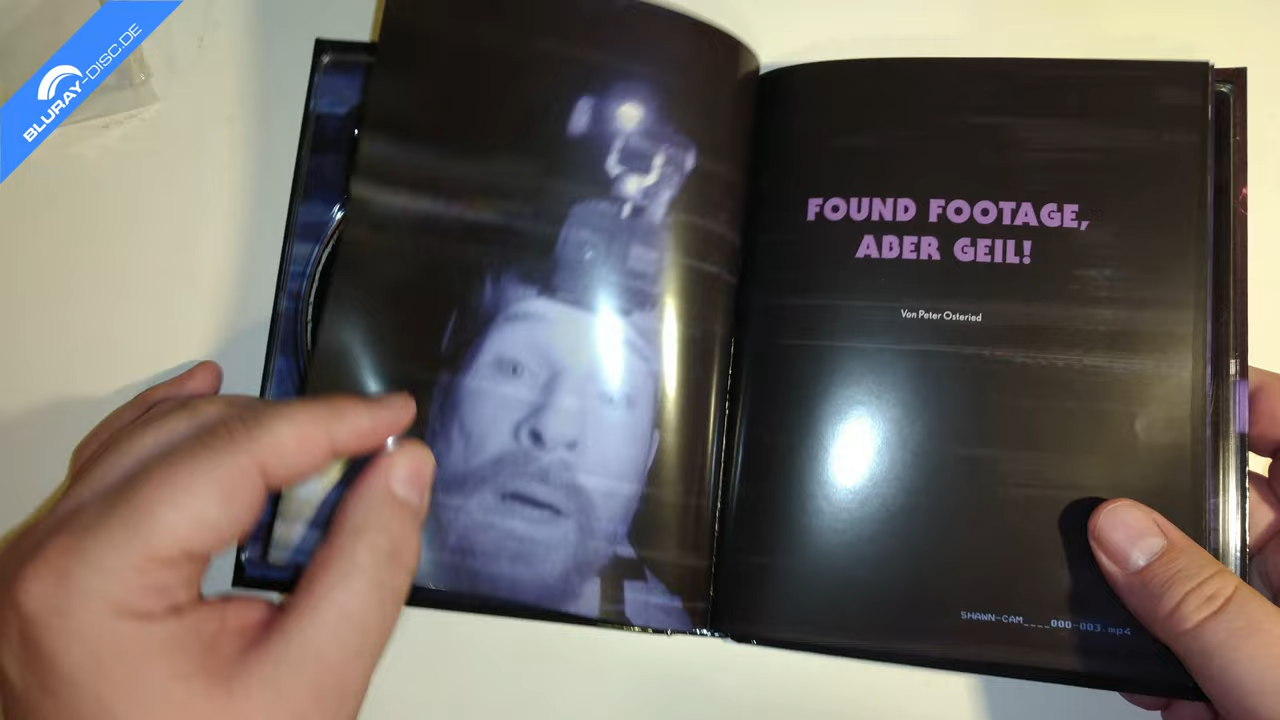 BLURAY-DISC.DE
FOUND FOOTAGE,
ABER GEIL!
Von Peter Osteried
SHAWN-CAM____000-003.mp4